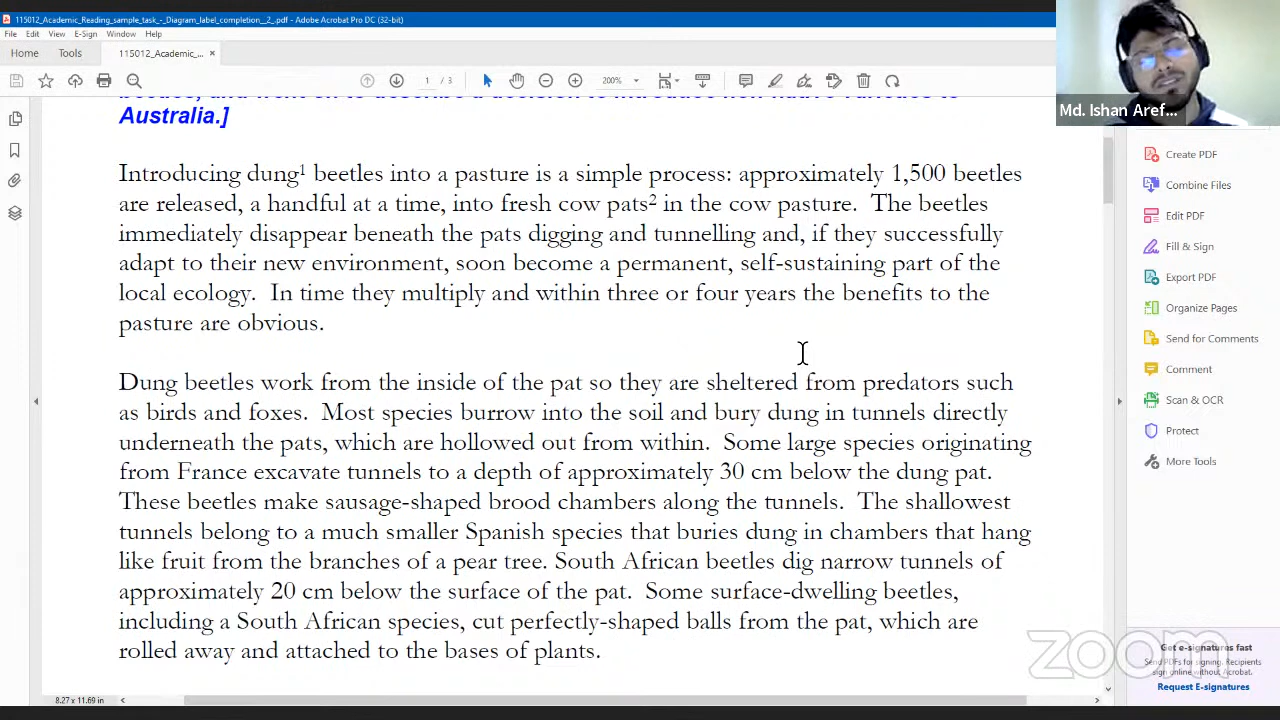 115012_Academic_Reading_sample_task_-_Diagram_label_completion__2_.pdf - Adobe Acrobat Pro DC (32-bit)
File Edit View E-Sign Window Help
Home Tools 115012_Academic_... ×
1 / 3 200%
Md. Ishan Aref...
Australia.]
Introducing dung¹ beetles into a pasture is a simple process: approximately 1,500 beetles
are released, a handful at a time, into fresh cow pats² in the cow pasture. The beetles
immediately disappear beneath the pats digging and tunnelling and, if they successfully
adapt to their new environment, soon become a permanent, self-sustaining part of the
local ecology. In time they multiply and within three or four years the benefits to the
pasture are obvious.
Dung beetles work from the inside of the pat so they are sheltered from predators such
as birds and foxes. Most species burrow into the soil and bury dung in tunnels directly
underneath the pats, which are hollowed out from within. Some large species originating
from France excavate tunnels to a depth of approximately 30 cm below the dung pat.
These beetles make sausage-shaped brood chambers along the tunnels. The shallowest
tunnels belong to a much smaller Spanish species that buries dung in chambers that hang
like fruit from the branches of a pear tree. South African beetles dig narrow tunnels of
approximately 20 cm below the surface of the pat. Some surface-dwelling beetles,
including a South African species, cut perfectly-shaped balls from the pat, which are
rolled away and attached to the bases of plants.
8.27 x 11.69 in
Create PDF
Combine Files
Edit PDF
Fill & Sign
Export PDF
Organize Pages
Send for Comments
Comment
Scan & OCR
Protect
More Tools
Get e-signatures fast
Send PDFs for signing. Recipients
sign online without Acrobat.
Request E-signatures
zoom